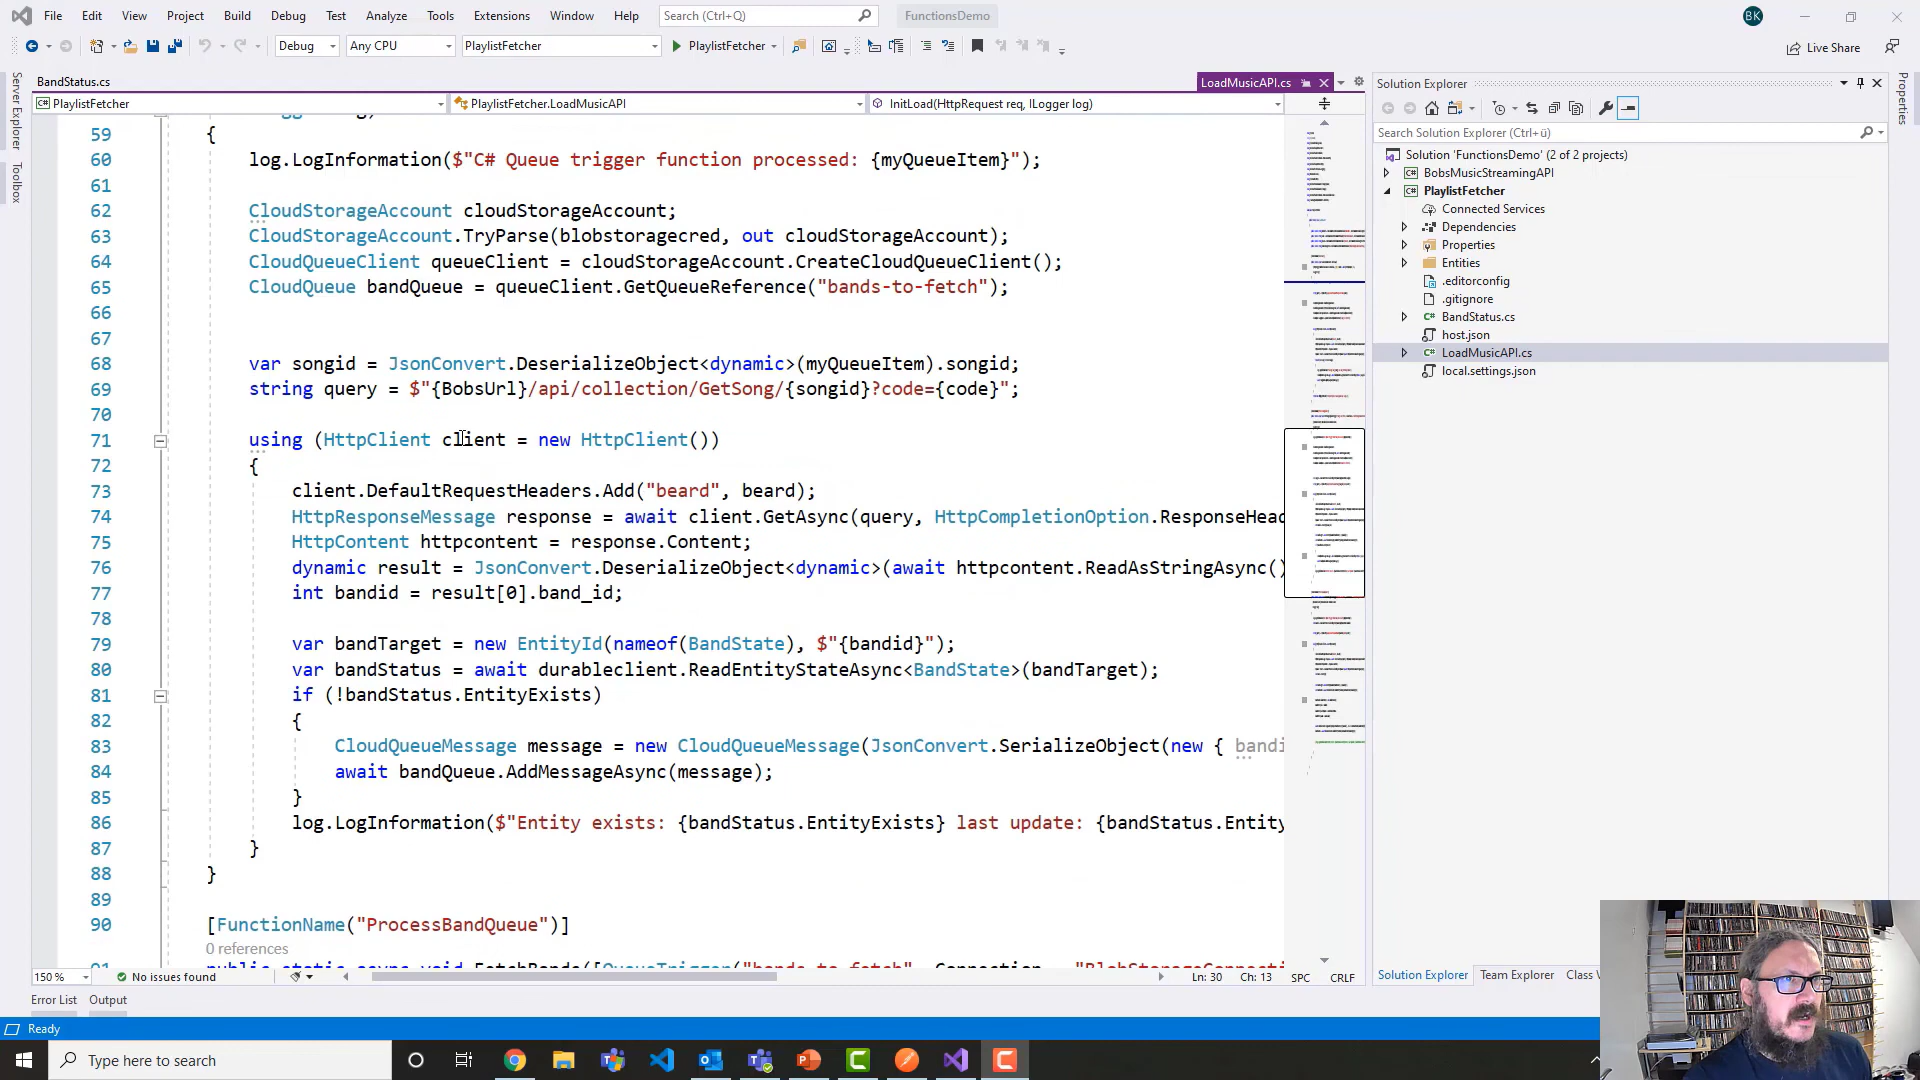 File Edit View Project Build Debug Test Analyze Tools Extensions Window Help Search (Ctrl+Q) FunctionsDemo BK
Debug Any CPU PlaylistFetcher PlaylistFetcher Live Share
BandStatus.cs LoadMusicAPI.cs
PlaylistFetcher PlaylistFetcher.LoadMusicAPI InitLoad(HttpRequest req, ILogger log)
59 {
60 log.LogInformation($"C# Queue trigger function processed: {myQueueItem}");
61
62 CloudStorageAccount cloudStorageAccount;
63 CloudStorageAccount.TryParse(blobstoragecred, out cloudStorageAccount);
64 CloudQueueClient queueClient = cloudStorageAccount.CreateCloudQueueClient();
65 CloudQueue bandQueue = queueClient.GetQueueReference("bands-to-fetch");
66
67
68 var songid = JsonConvert.DeserializeObject<dynamic>(myQueueItem).songid;
69 string query = $"{BobsUrl}/api/collection/GetSong/{songid}?code={code}";
70
71 using (HttpClient client = new HttpClient())
72 {
73 client.DefaultRequestHeaders.Add("beard", beard);
74 HttpResponseMessage response = await client.GetAsync(query, HttpCompletionOption.ResponseHead
75 HttpContent httpcontent = response.Content;
76 dynamic result = JsonConvert.DeserializeObject<dynamic>(await httpcontent.ReadAsStringAsync()
77 int bandid = result[0].band_id;
78
79 var bandTarget = new EntityId(nameof(BandState), $"{bandid}");
80 var bandStatus = await durableclient.ReadEntityStateAsync<BandState>(bandTarget);
81 if (!bandStatus.EntityExists)
82 {
83 CloudQueueMessage message = new CloudQueueMessage(JsonConvert.SerializeObject(new { bandi
84 await bandQueue.AddMessageAsync(message);
85 }
86 log.LogInformation($"Entity exists: {bandStatus.EntityExists} last update: {bandStatus.Entity
87 }
88 }
89
90 [FunctionName("ProcessBandQueue")]
0 references
150 % No issues found Ln: 30 Ch: 13 SPC CRLF
Error List Output
Ready
Type here to search
Server Explorer
Toolbox
Solution Explorer
Search Solution Explorer (Ctrl+ü)
Solution 'FunctionsDemo' (2 of 2 projects)
BobsMusicStreamingAPI
PlaylistFetcher
Connected Services
Dependencies
Properties
Entities
.editorconfig
.gitignore
BandStatus.cs
host.json
LoadMusicAPI.cs
local.settings.json
Solution Explorer Team Explorer Class V
Properties